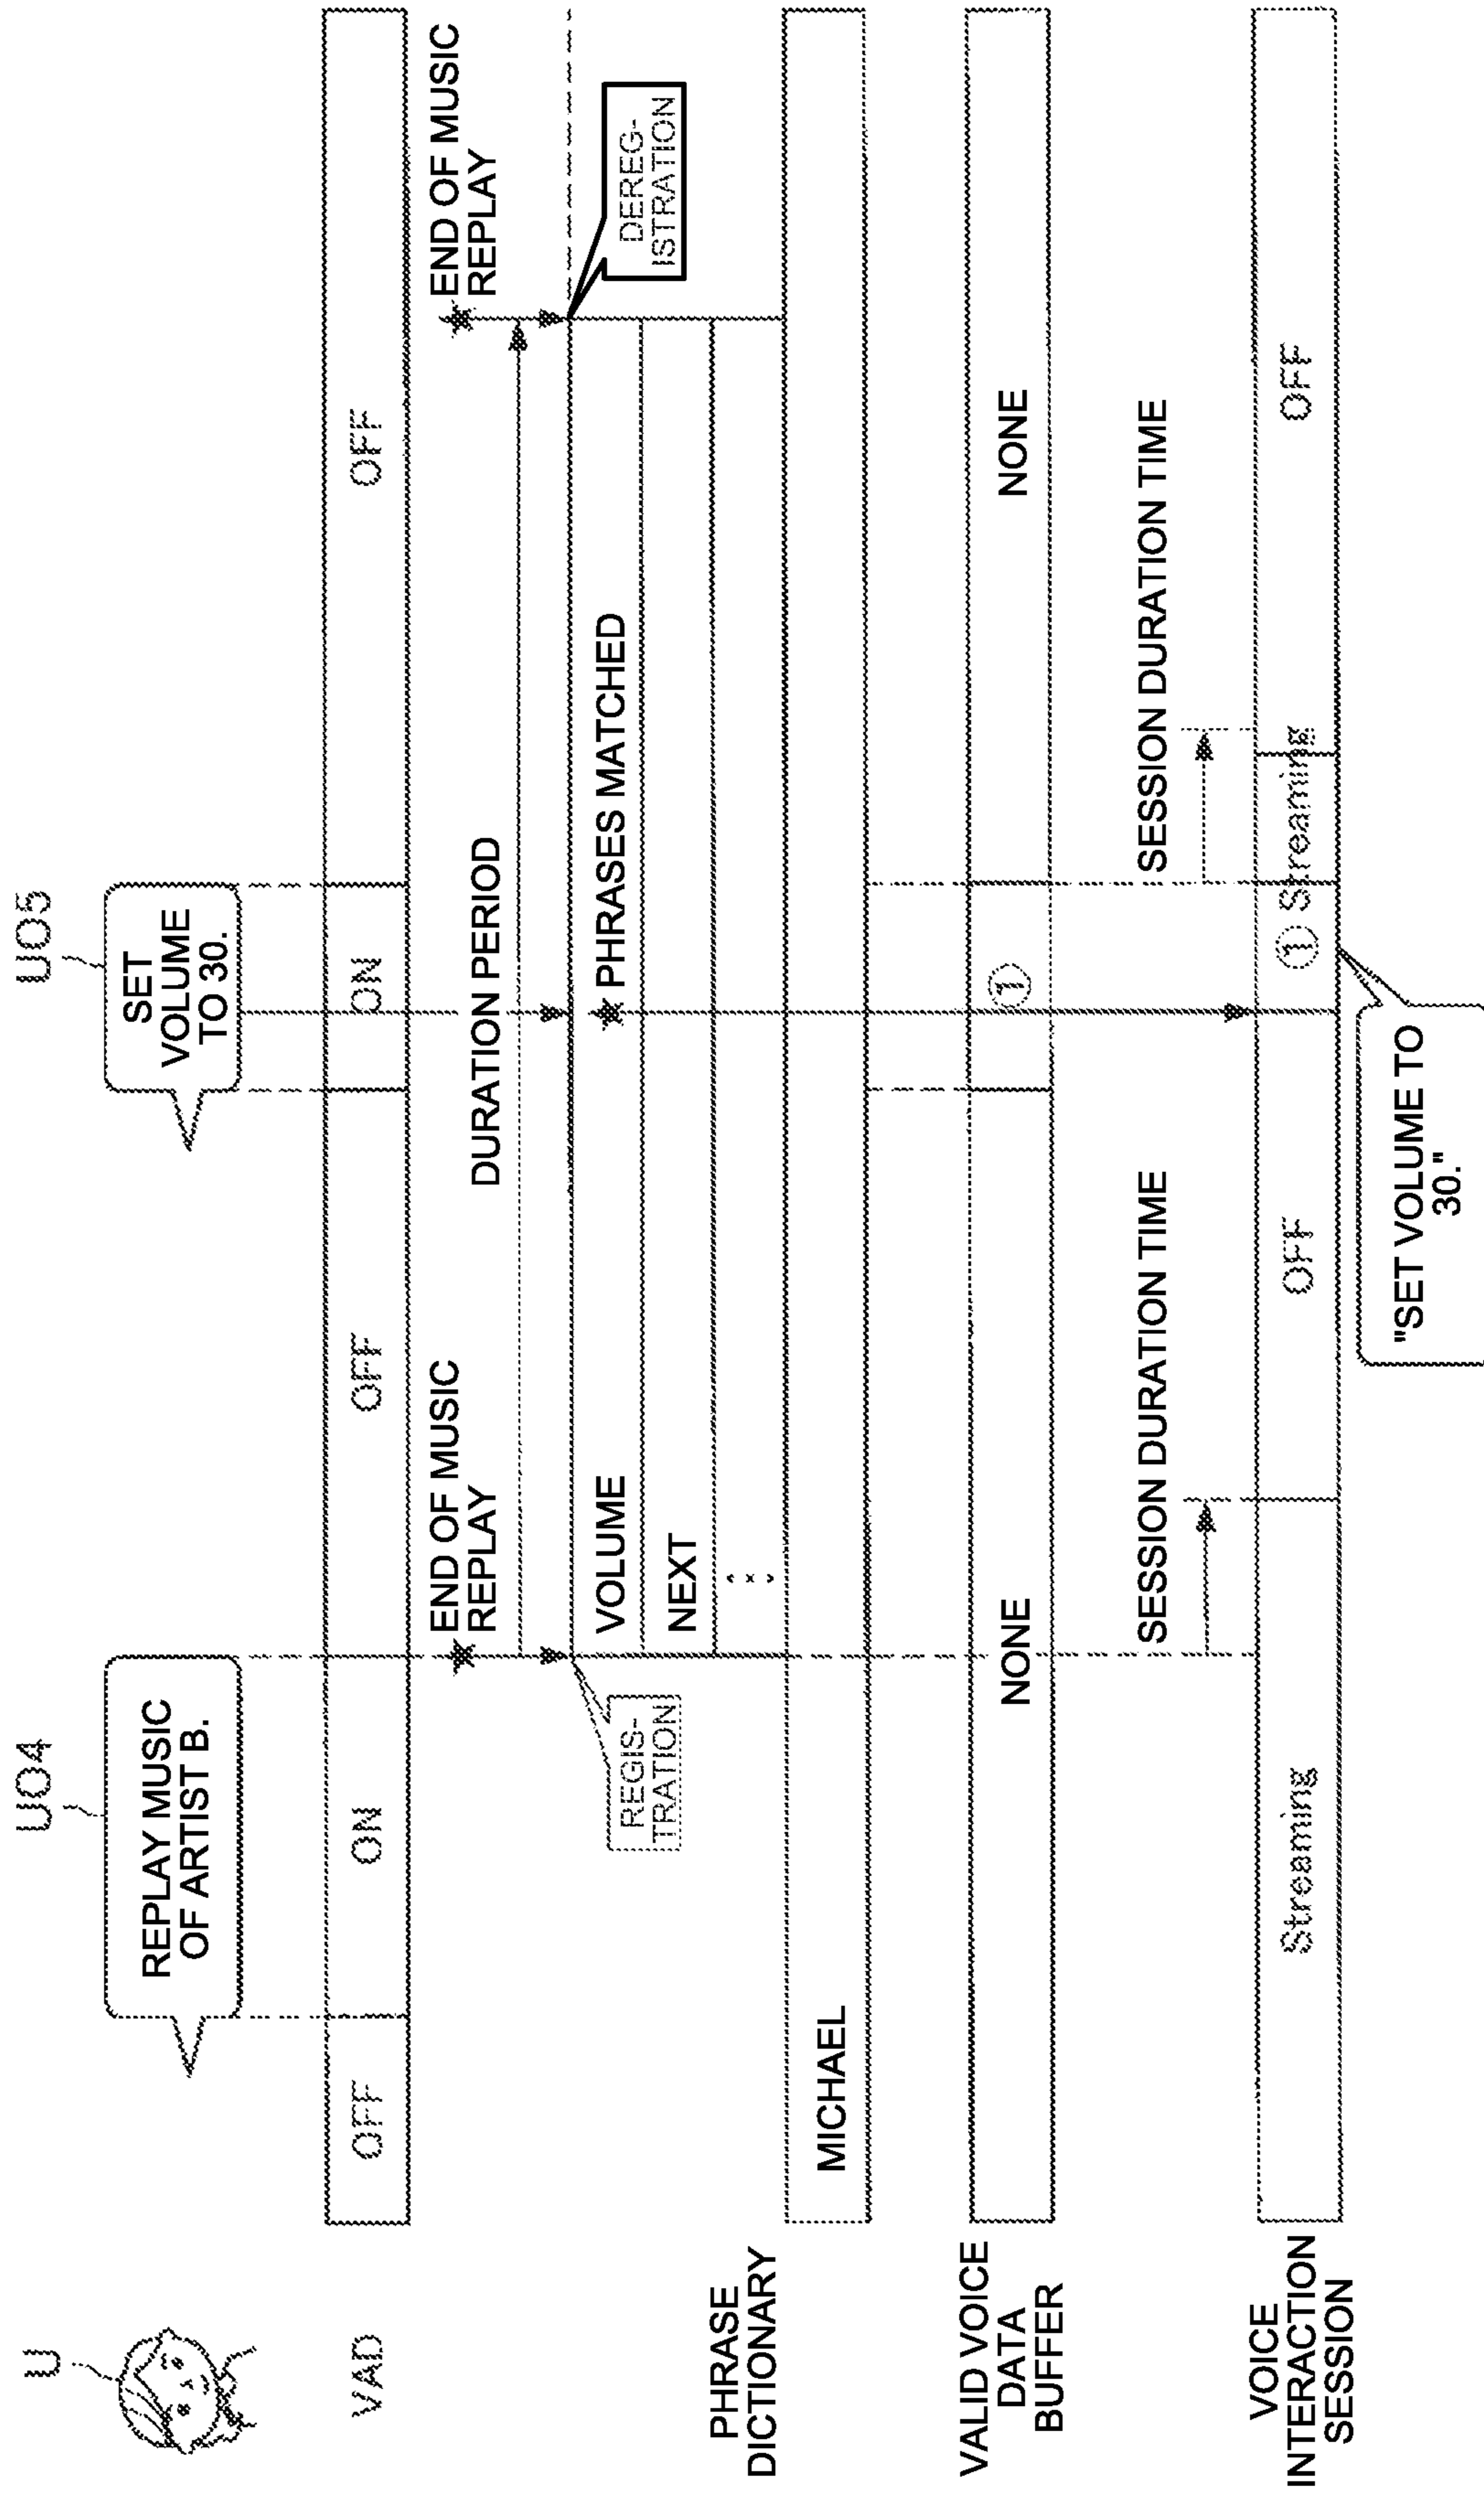 U
U04
U05
REPLAY MUSIC
OF ARTIST B.
SET
VOLUME
TO 30.
VAD
OFF
ON
OFF
ON
OFF
END OF MUSIC
REPLAY
DURATION PERIOD
END OF MUSIC
REPLAY
REGIS-
TRATION
DEREG-
ISTRATION
VOLUME
PHRASES MATCHED
NEXT
PHRASE
DICTIONARY
MICHAEL
VALID VOICE
DATA
BUFFER
NONE
①
NONE
SESSION DURATION TIME
SESSION DURATION TIME
VOICE
INTERACTION
SESSION
Streaming
OFF
① Streaming
OFF
"SET VOLUME TO
30."